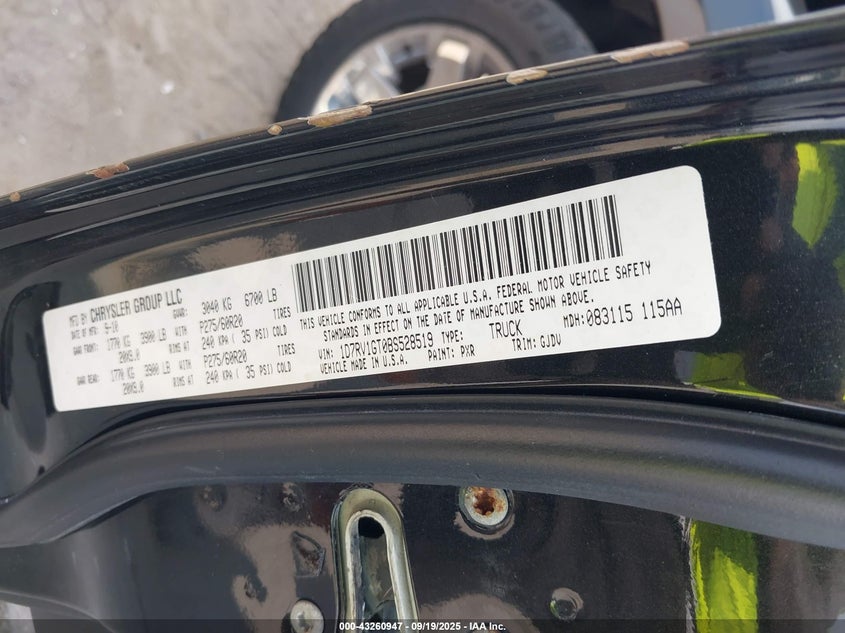 MFD BY CHRYSLER GROUP LLC
DATE OF MFR: 9-10 GVWR: 3040 KG 6700 LB
GAWR FRONT: 1770 KG 3900 LB WITH P275/60R20 TIRES
20X9.0 RIMS AT 240 KPA ( 35 PSI) COLD
GAWR REAR: 1770 KG 3900 LB WITH P275/60R20 TIRES
20X9.0 RIMS AT 240 KPA ( 35 PSI) COLD
THIS VEHICLE CONFORMS TO ALL APPLICABLE U.S.A. FEDERAL MOTOR VEHICLE SAFETY
STANDARDS IN EFFECT ON THE DATE OF MANUFACTURE SHOWN ABOVE.
VIN: 1D7RV1GT0BS528519 TYPE: TRUCK MDH: 083115 115AA
VEHICLE MADE IN U.S.A. PAINT: PXR TRIM: GJDV
000-43260947 - 09/19/2025 - IAA Inc.